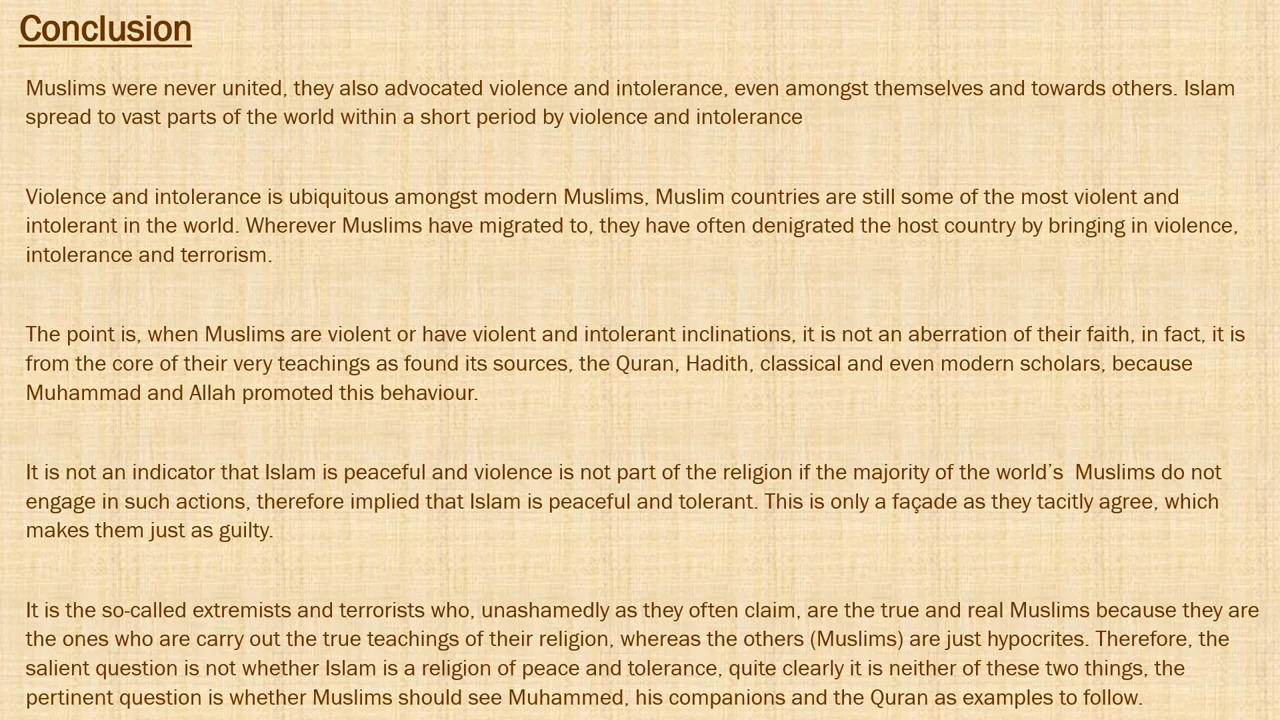 Conclusion
Muslims were never united, they also advocated violence and intolerance, even amongst themselves and towards others. Islam
spread to vast parts of the world within a short period by violence and intolerance
Violence and intolerance is ubiquitous amongst modern Muslims, Muslim countries are still some of the most violent and
intolerant in the world. Wherever Muslims have migrated to, they have often denigrated the host country by bringing in violence,
intolerance and terrorism.
The point is, when Muslims are violent or have violent and intolerant inclinations, it is not an aberration of their faith, in fact, it is
from the core of their very teachings as found its sources, the Quran, Hadith, classical and even modern scholars, because
Muhammad and Allah promoted this behaviour.
It is not an indicator that Islam is peaceful and violence is not part of the religion if the majority of the world’s  Muslims do not
engage in such actions, therefore implied that Islam is peaceful and tolerant. This is only a façade as they tacitly agree, which
makes them just as guilty.
It is the so-called extremists and terrorists who, unashamedly as they often claim, are the true and real Muslims because they are
the ones who are carry out the true teachings of their religion, whereas the others (Muslims) are just hypocrites. Therefore, the
salient question is not whether Islam is a religion of peace and tolerance, quite clearly it is neither of these two things, the
pertinent question is whether Muslims should see Muhammed, his companions and the Quran as examples to follow.